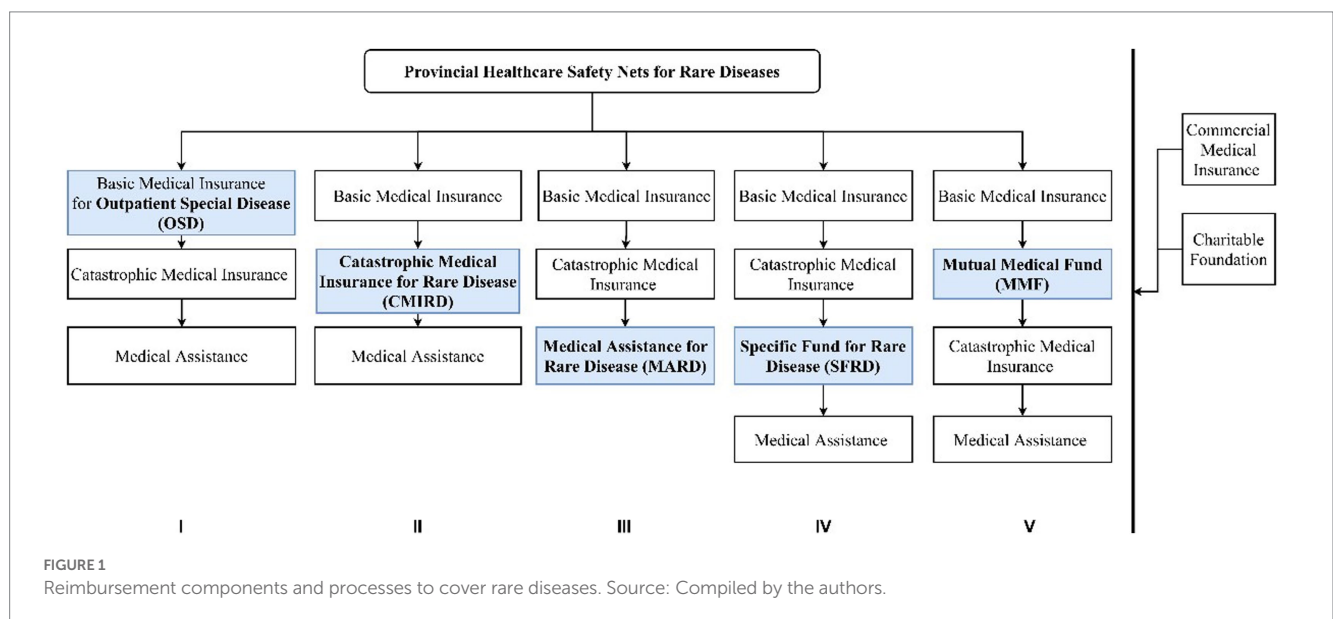 Provincial Healthcare Safety Nets for Rare Diseases
Basic Medical Insurance
for Outpatient Special Disease
(OSD)
Catastrophic Medical Insurance
Medical Assistance
I
Basic Medical Insurance
Catastrophic Medical
Insurance for Rare Disease
(CMIRD)
Medical Assistance
II
Basic Medical Insurance
Catastrophic Medical
Insurance
Medical Assistance for
Rare Disease (MARD)
III
Basic Medical Insurance
Catastrophic Medical
Insurance
Specific Fund for Rare
Disease (SFRD)
Medical Assistance
IV
Basic Medical Insurance
Mutual Medical Fund
(MMF)
Catastrophic Medical
Insurance
Medical Assistance
V
Commercial
Medical
Insurance
Charitable
Foundation
FIGURE 1
Reimbursement components and processes to cover rare diseases. Source: Compiled by the authors.